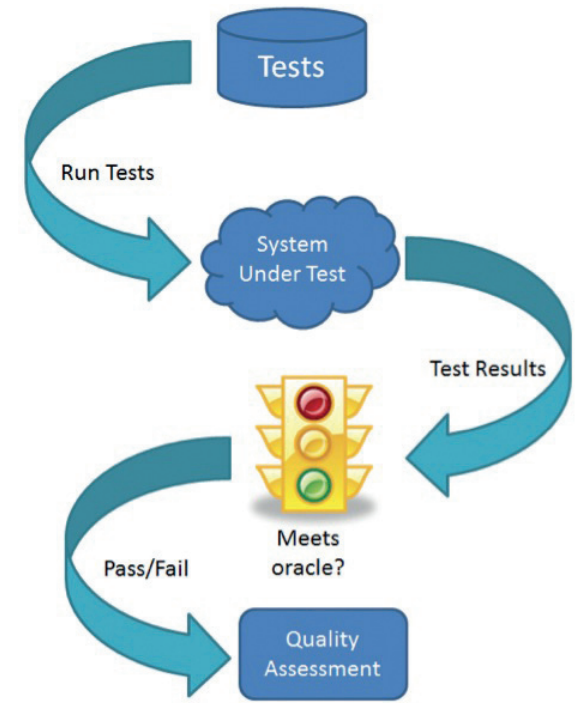 Tests
Run Tests
System
Under Test
Test Results
Meets
oracle?
Pass/Fail
Quality
Assessment